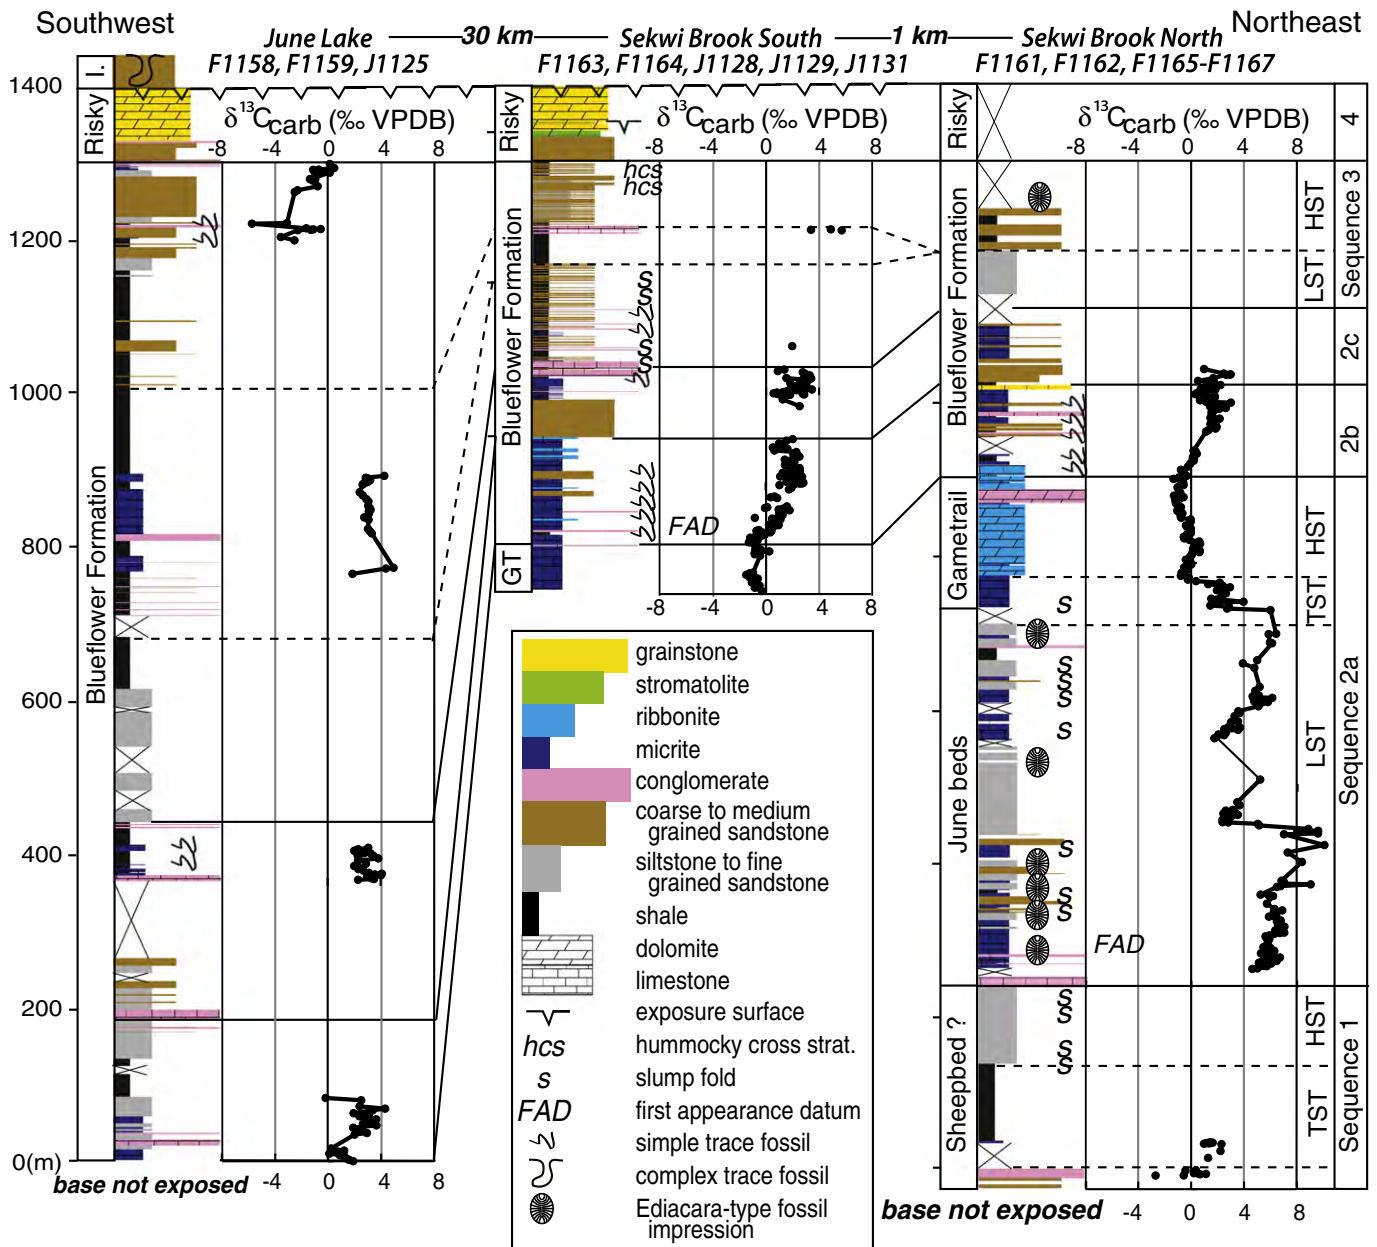 Southwest
Northeast
June Lake
30 km
Sekwi Brook South
1 km
Sekwi Brook North
F1158, F1159, J1125
F1163, F1164, J1128, J1129, J1131
F1161, F1162, F1165-F1167
1400
1200
1000
800
600
400
200
0(m)
I.
Risky
Blueflower Formation
δ13Ccarb (‰ VPDB)
-8 -4 0 4 8
-4 0 4 8
base not exposed
Risky
Blueflower Formation
GT
δ13Ccarb (‰ VPDB)
-8 -4 0 4 8
hcs
hcs
s
s
s
s
s
s
FAD
-8 -4 0 4 8
Risky
Blueflower Formation
Gametrail
June beds
Sheepbed ?
δ13Ccarb (‰ VPDB)
-8 -4 0 4 8
s
s
s
s
s
s
s
s
FAD
s
s
s
s
-4 0 4 8
base not exposed
HST
LST
HST
TST
LST
HST
TST
4
Sequence 3
2c
2b
Sequence 2a
Sequence 1
grainstone
stromatolite
ribbonite
micrite
conglomerate
coarse to medium
grained sandstone
siltstone to fine
grained sandstone
shale
dolomite
limestone
exposure surface
hcs hummocky cross strat.
s slump fold
FAD first appearance datum
simple trace fossil
complex trace fossil
Ediacara-type fossil
impression